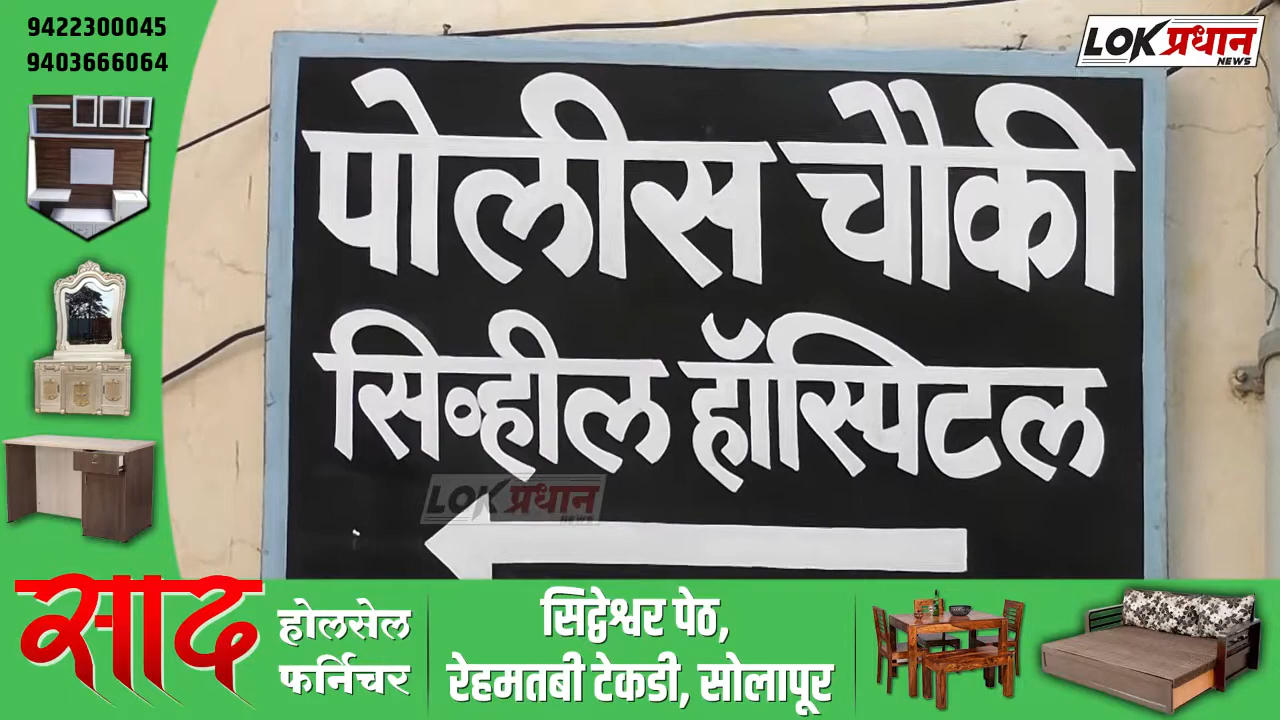 9422300045
9403666064
LOKप्रधान
NEWS
पोलीस चौकी
सिव्हील हॉस्पिटल
LOKप्रधान
NEWS
साद
होलसेल
फर्निचर
सिद्धेश्वर पेठ,
रेहमतबी टेकडी, सोलापूर